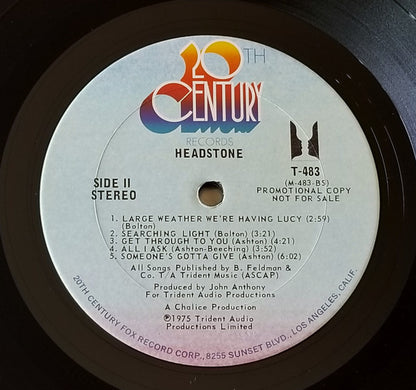 20TH
CENTURY
RECORDS
HEADSTONE
SIDE II
STEREO
T-483
(M-483-B5)
PROMOTIONAL COPY
NOT FOR SALE
1. LARGE WEATHER WE'RE HAVING LUCY (2:59)
(Bolton)
2. SEARCHING LIGHT (Bolton) (3:21)
3. GET THROUGH TO YOU (Ashton) (4:21)
4. ALL I ASK (Ashton-Beeching) (3:52)
5. SOMEONE'S GOTTA GIVE (Ashton) (6:02)
All Songs Published by B. Feldman &
Co. T/A Trident Music (ASCAP)
Produced by John Anthony
For Trident Audio Productions
A Chalice Production
℗©1975 Trident Audio
Productions Limited
20TH CENTURY FOX RECORD CORP., 8255 SUNSET BLVD., LOS ANGELES, CALIF.